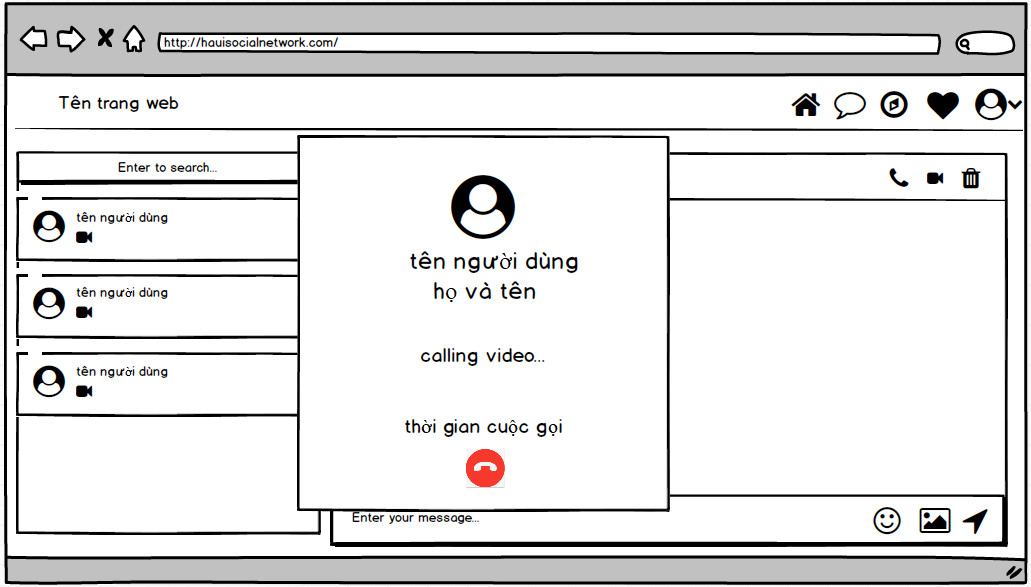 http://hauisocialnetwork.com/
Tên trang web
Enter to search...
tên người dùng
tên người dùng
tên người dùng
tên người dùng
họ và tên
calling video...
thời gian cuộc gọi
Enter your message...